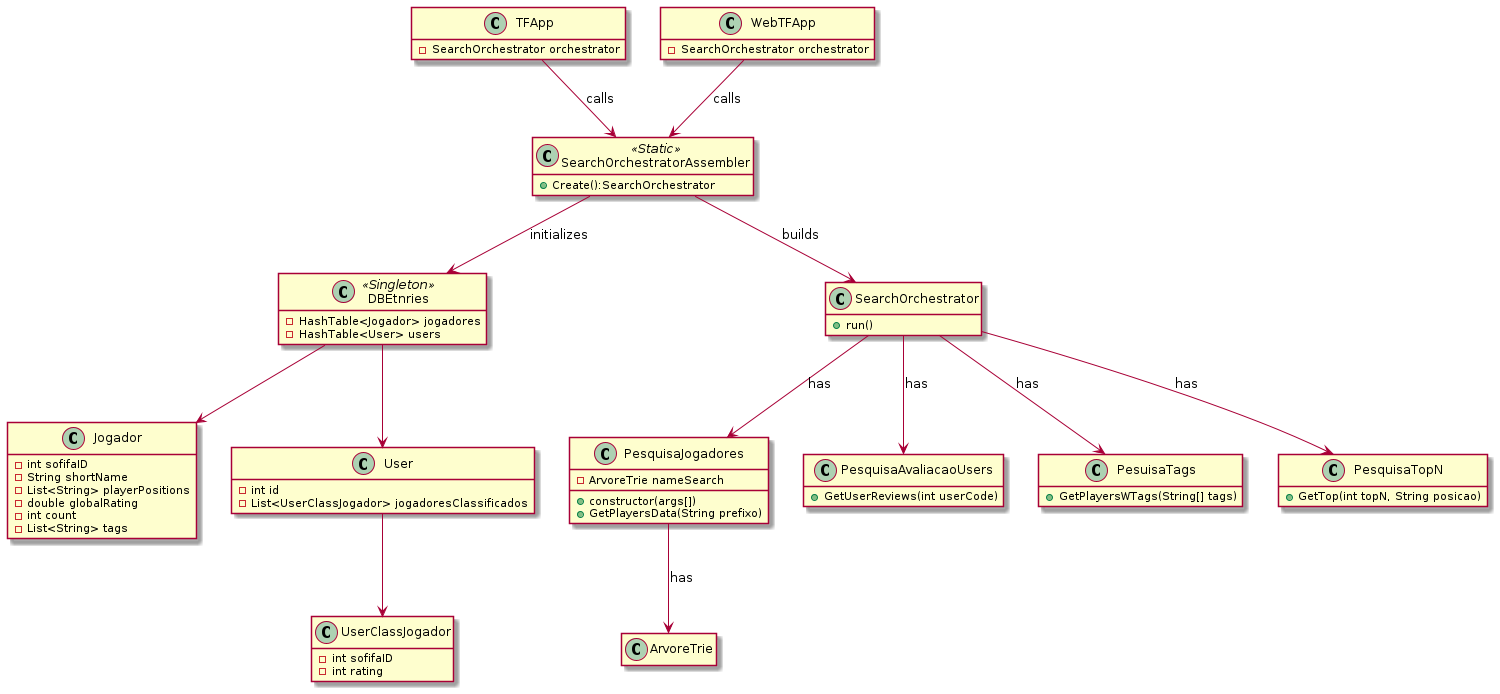 C TFApp
SearchOrchestrator orchestrator
C WebTFApp
SearchOrchestrator orchestrator
calls
calls
C «Static»
SearchOrchestratorAssembler
Create():SearchOrchestrator
initializes
builds
C «Singleton»
DBEtnries
HashTable<Jogador> jogadores
HashTable<User> users
C SearchOrchestrator
run()
has
has
has
has
C Jogador
int sofifaID
String shortName
List<String> playerPositions
double globalRating
int count
List<String> tags
C User
int id
List<UserClassJogador> jogadoresClassificados
C PesquisaJogadores
ArvoreTrie nameSearch
constructor(args[])
GetPlayersData(String prefixo)
C PesquisaAvaliacaoUsers
GetUserReviews(int userCode)
C PesuisaTags
GetPlayersWTags(String[] tags)
C PesquisaTopN
GetTop(int topN, String posicao)
has
C UserClassJogador
int sofifaID
int rating
C ArvoreTrie